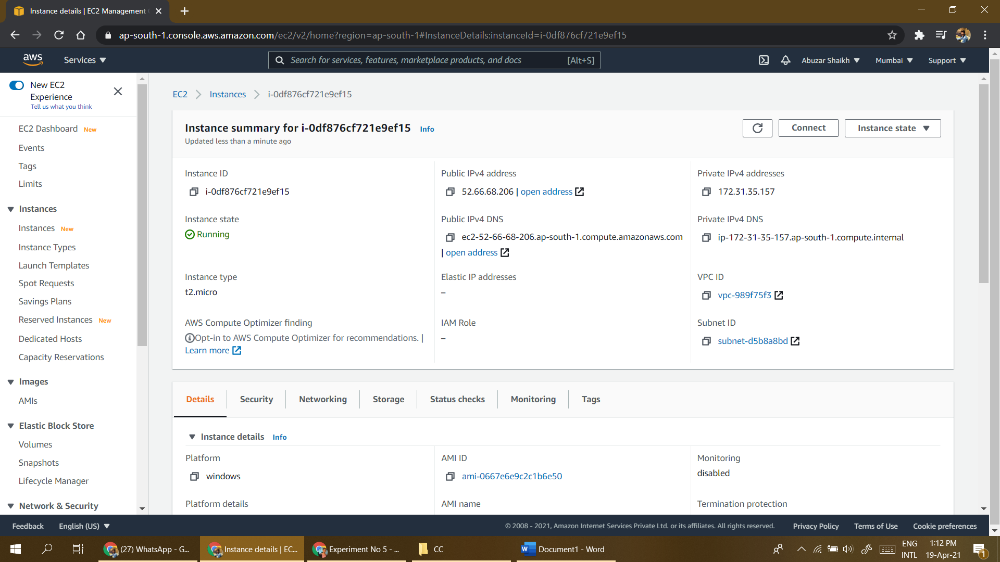 Instance details | EC2 Management
ap-south-1.console.aws.amazon.com/ec2/v2/home?region=ap-south-1#InstanceDetails:instanceId=i-0df876cf721e9ef15
aws
Services
Search for services, features, marketplace products, and docs [Alt+S]
Abuzar Shaikh
Mumbai
Support
New EC2
Experience
Tell us what you think
EC2 Dashboard New
Events
Tags
Limits
Instances
Instances New
Instance Types
Launch Templates
Spot Requests
Savings Plans
Reserved Instances New
Dedicated Hosts
Capacity Reservations
Images
AMIs
Elastic Block Store
Volumes
Snapshots
Lifecycle Manager
Network & Security
EC2 > Instances > i-0df876cf721e9ef15
Instance summary for i-0df876cf721e9ef15 Info
Updated less than a minute ago
Connect
Instance state
Instance ID
i-0df876cf721e9ef15
Public IPv4 address
52.66.68.206 | open address
Private IPv4 addresses
172.31.35.157
Instance state
Running
Public IPv4 DNS
ec2-52-66-68-206.ap-south-1.compute.amazonaws.com
| open address
Private IPv4 DNS
ip-172-31-35-157.ap-south-1.compute.internal
Instance type
t2.micro
Elastic IP addresses
–
VPC ID
vpc-989f75f3
AWS Compute Optimizer finding
Opt-in to AWS Compute Optimizer for recommendations. |
Learn more
IAM Role
–
Subnet ID
subnet-d5b8a8bd
Details
Security
Networking
Storage
Status checks
Monitoring
Tags
Instance details Info
Platform
windows
AMI ID
ami-0667e6e9c2c1b6e50
Monitoring
disabled
Platform details
AMI name
Termination protection
Feedback
English (US)
© 2008 - 2021, Amazon Internet Services Private Ltd. or its affiliates. All rights reserved.
Privacy Policy
Terms of Use
Cookie preferences
(27) WhatsApp - G...
Instance details | EC...
Experiment No 5 - ...
CC
Document1 - Word
ENG
INTL
1:12 PM
19-Apr-21
1